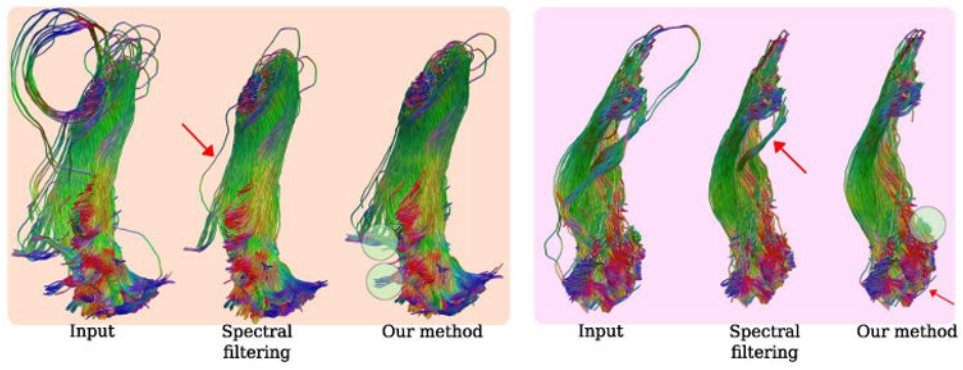 Input
Spectral
filtering
Our method
Input
Spectral
filtering
Our method